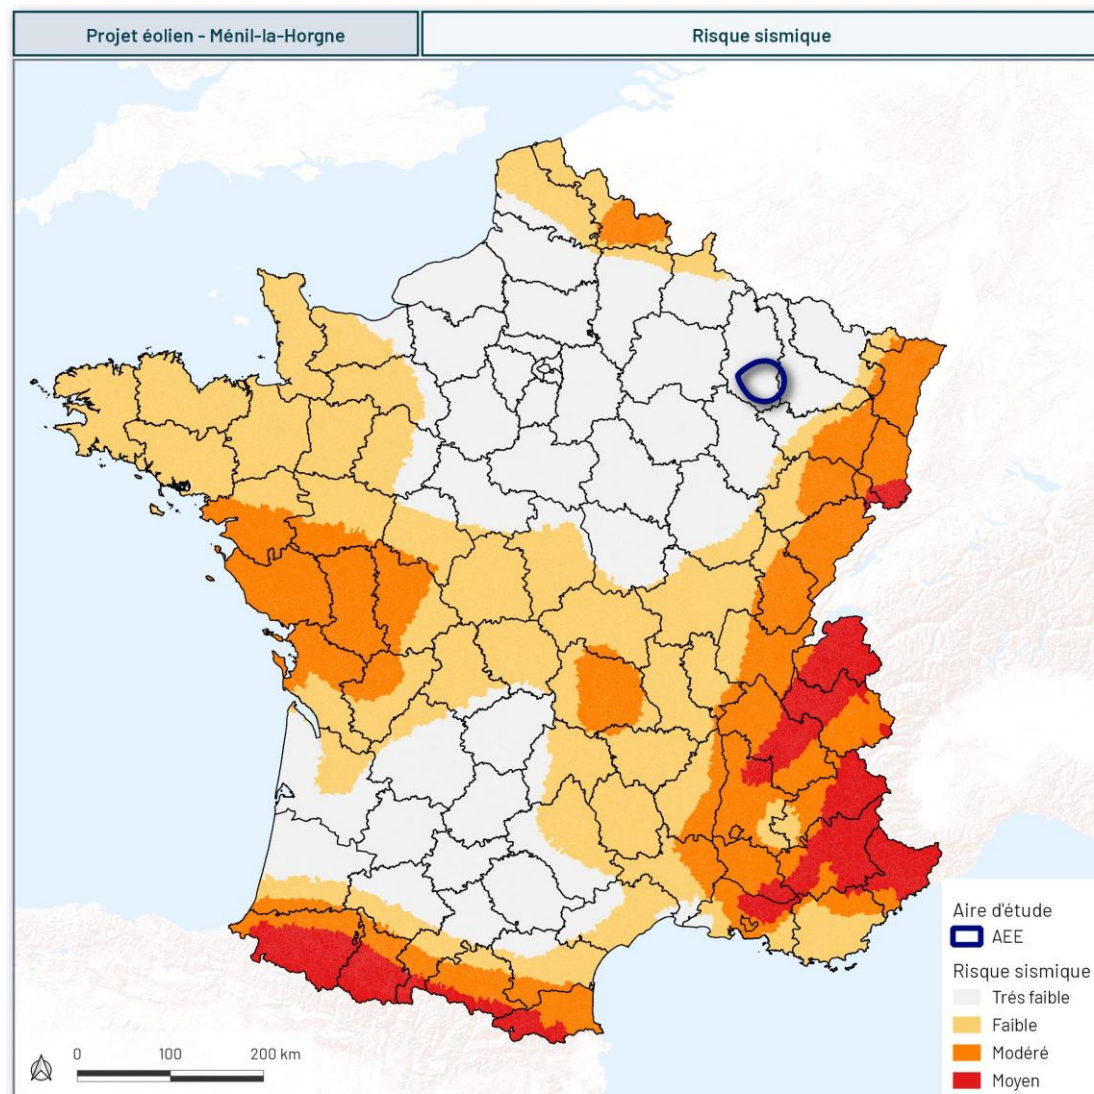 Projet éolien - Ménil-la-Horgne
Risque sismique
Aire d'étude
AEE
Risque sismique
Trés faible
Faible
Modéré
Moyen
0 100 200 km